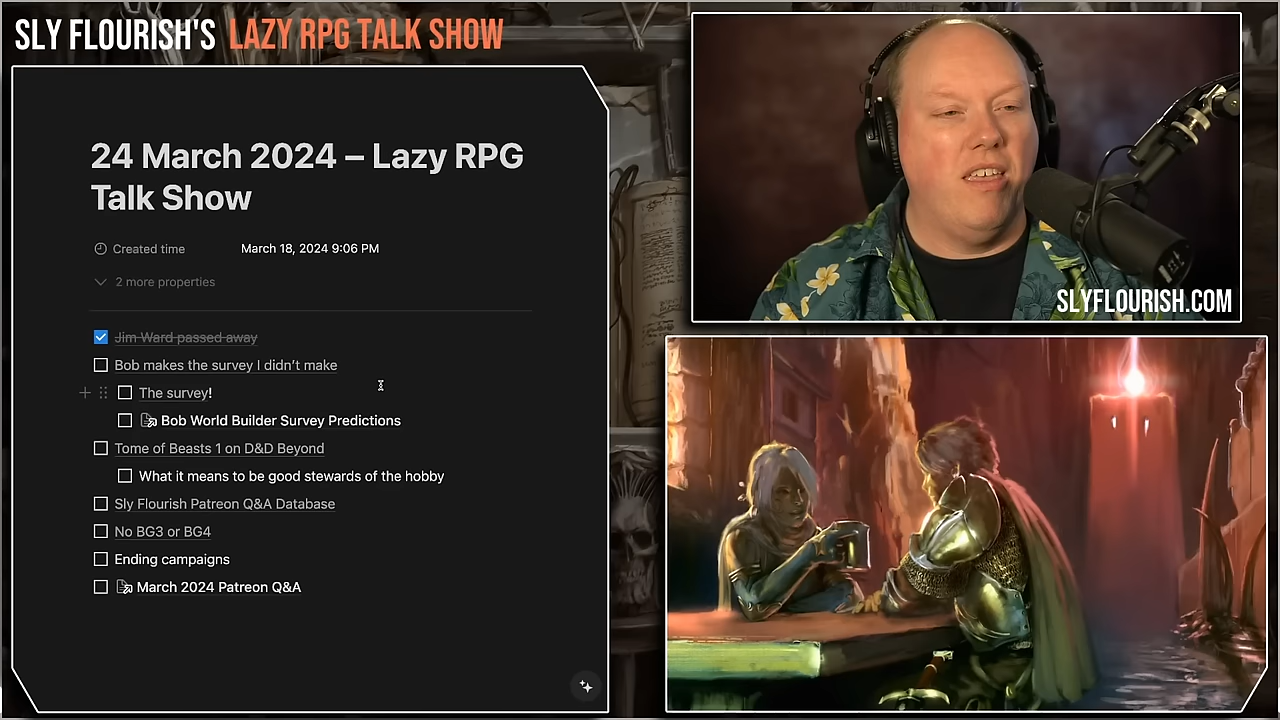 SLY FLOURISH'S LAZY RPG TALK SHOW
24 March 2024 – Lazy RPG
Talk Show
Created time March 18, 2024 9:06 PM
2 more properties
Jim Ward passed away
Bob makes the survey I didn't make
The survey!
Bob World Builder Survey Predictions
Tome of Beasts 1 on D&D Beyond
What it means to be good stewards of the hobby
Sly Flourish Patreon Q&A Database
No BG3 or BG4
Ending campaigns
March 2024 Patreon Q&A
SLYFLOURISH.COM